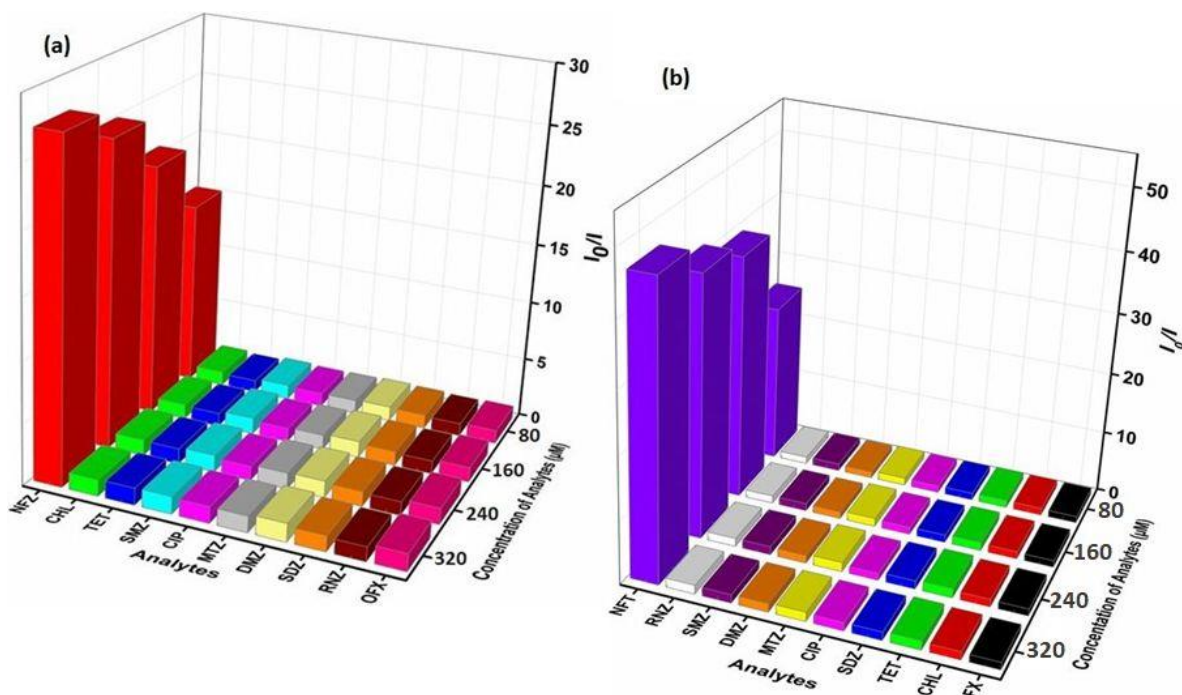 (a)
30
25
20
15
10
5
0
I0/I
80
160
240
320
Concentration of Analytes (µM)
NFZ
CHL
TET
SMZ
CIP
MTZ
DMZ
SDZ
RNZ
OFX
Analytes
(b)
50
40
30
20
10
0
I0/I
80
160
240
320
Concentation of Analytes (µM)
NFT
RNZ
SMZ
DMZ
MTZ
CIP
SDZ
TET
CHL
FX
Analytes